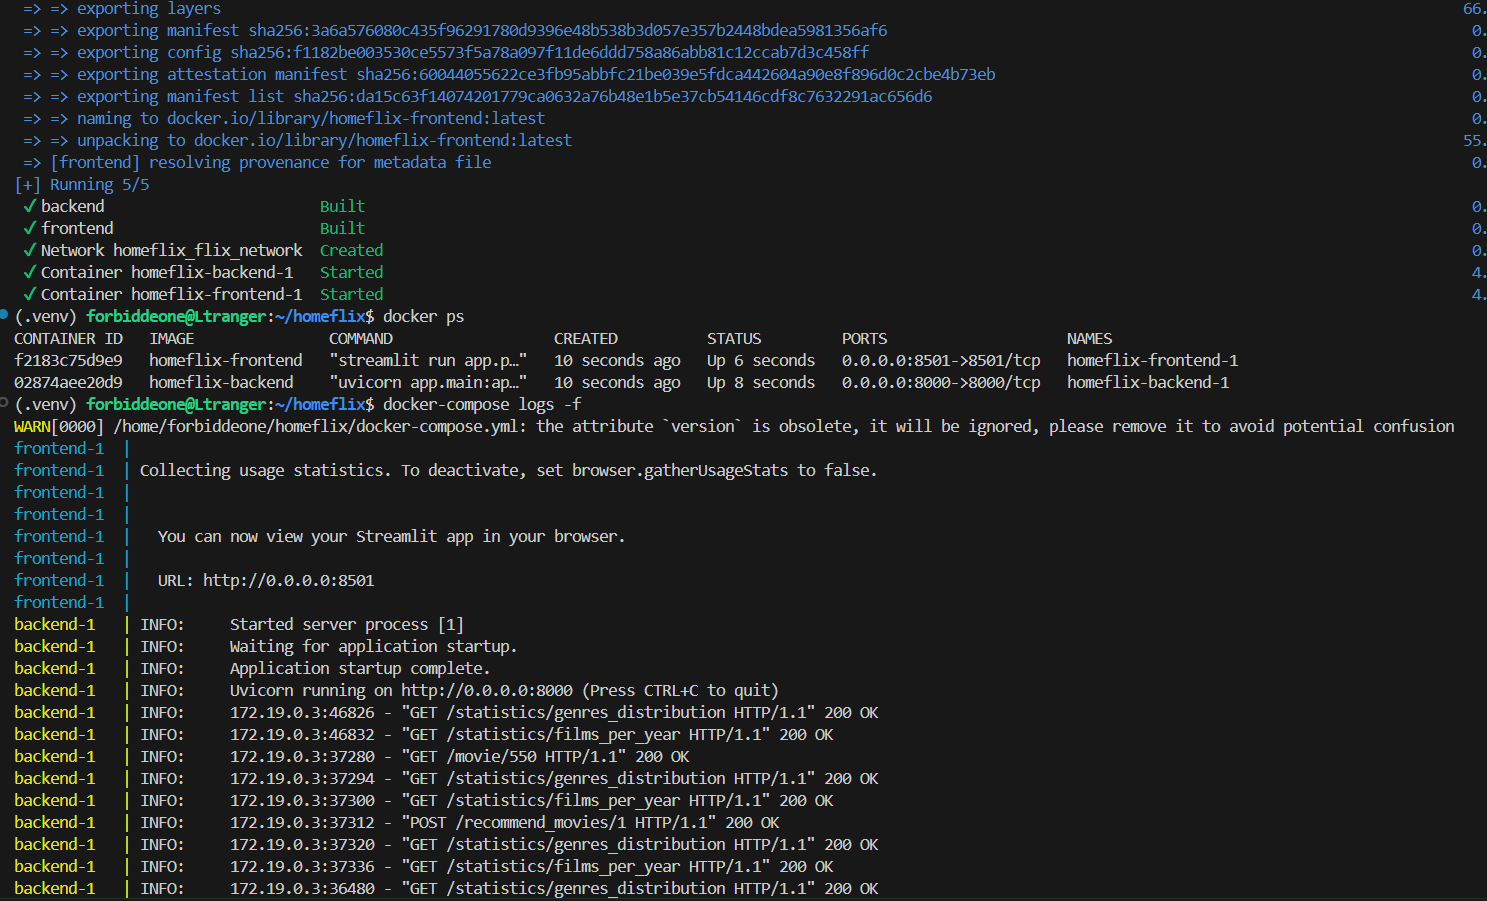 => => exporting layers 66.
=> => exporting manifest sha256:3a6a576080c435f96291780d9396e48b538b3d057e357b2448bdea5981356af6 0.
=> => exporting config sha256:f1182be003530ce5573f5a78a097f11de6ddd758a86abb81c12ccab7d3c458ff 0.
=> => exporting attestation manifest sha256:60044055622ce3fb95abbfc21be039e5fdca442604a90e8f896d0c2cbe4b73eb 0.
=> => exporting manifest list sha256:da15c63f14074201779ca0632a76b48e1b5e37cb54146cdf8c7632291ac656d6 0.
=> => naming to docker.io/library/homeflix-frontend:latest 0.
=> => unpacking to docker.io/library/homeflix-frontend:latest 55.
=> [frontend] resolving provenance for metadata file 0.
[+] Running 5/5
✓ backend Built 0.
✓ frontend Built 0.
✓ Network homeflix_flix_network Created 0.
✓ Container homeflix-backend-1 Started 4.
✓ Container homeflix-frontend-1 Started 4.
(.venv) forbiddeone@Ltranger:~/homeflix$ docker ps
CONTAINER ID IMAGE COMMAND CREATED STATUS PORTS NAMES
f2183c75d9e9 homeflix-frontend "streamlit run app.p…" 10 seconds ago Up 6 seconds 0.0.0.0:8501->8501/tcp homeflix-frontend-1
02874aee20d9 homeflix-backend "uvicorn app.main:ap…" 10 seconds ago Up 8 seconds 0.0.0.0:8000->8000/tcp homeflix-backend-1
(.venv) forbiddeone@Ltranger:~/homeflix$ docker-compose logs -f
WARN[0000] /home/forbiddeone/homeflix/docker-compose.yml: the attribute `version` is obsolete, it will be ignored, please remove it to avoid potential confusion
frontend-1 |
frontend-1 | Collecting usage statistics. To deactivate, set browser.gatherUsageStats to false.
frontend-1 |
frontend-1 |
frontend-1 | You can now view your Streamlit app in your browser.
frontend-1 |
frontend-1 | URL: http://0.0.0.0:8501
frontend-1 |
backend-1 | INFO: Started server process [1]
backend-1 | INFO: Waiting for application startup.
backend-1 | INFO: Application startup complete.
backend-1 | INFO: Uvicorn running on http://0.0.0.0:8000 (Press CTRL+C to quit)
backend-1 | INFO: 172.19.0.3:46826 - "GET /statistics/genres_distribution HTTP/1.1" 200 OK
backend-1 | INFO: 172.19.0.3:46832 - "GET /statistics/films_per_year HTTP/1.1" 200 OK
backend-1 | INFO: 172.19.0.3:37280 - "GET /movie/550 HTTP/1.1" 200 OK
backend-1 | INFO: 172.19.0.3:37294 - "GET /statistics/genres_distribution HTTP/1.1" 200 OK
backend-1 | INFO: 172.19.0.3:37300 - "GET /statistics/films_per_year HTTP/1.1" 200 OK
backend-1 | INFO: 172.19.0.3:37312 - "POST /recommend_movies/1 HTTP/1.1" 200 OK
backend-1 | INFO: 172.19.0.3:37320 - "GET /statistics/genres_distribution HTTP/1.1" 200 OK
backend-1 | INFO: 172.19.0.3:37336 - "GET /statistics/films_per_year HTTP/1.1" 200 OK
backend-1 | INFO: 172.19.0.3:36480 - "GET /statistics/genres_distribution HTTP/1.1" 200 OK